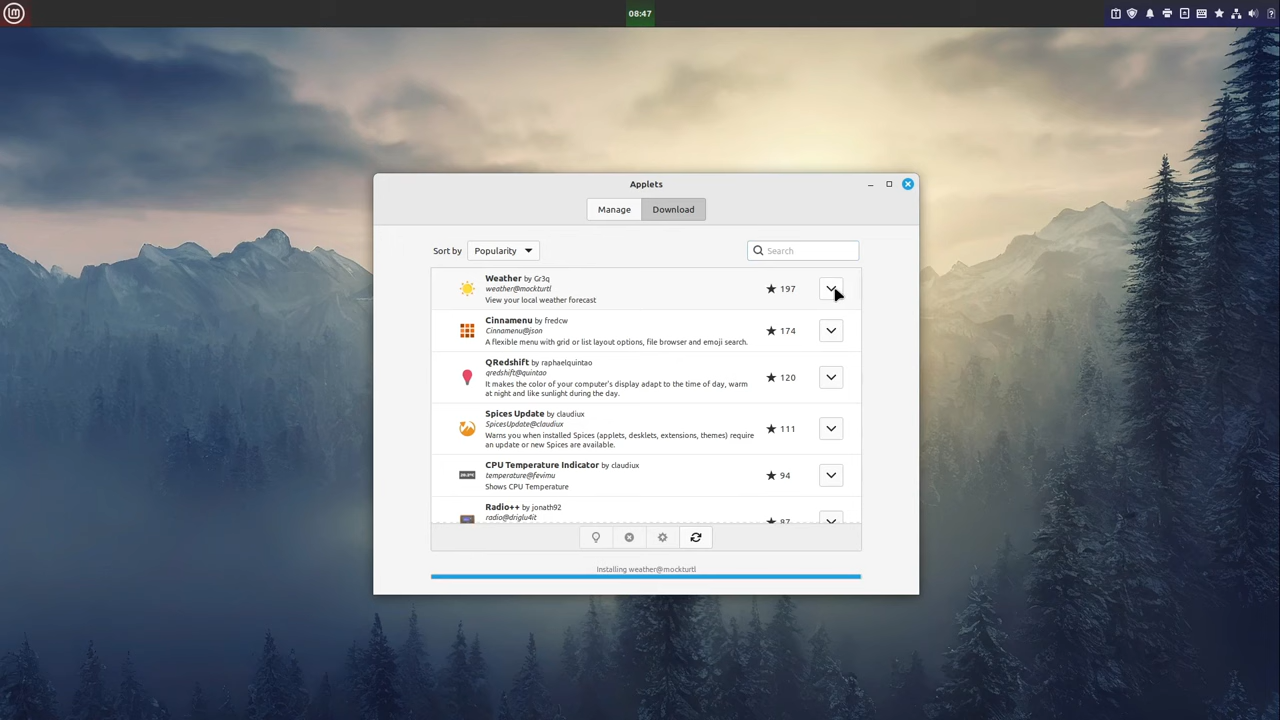 08:47
Applets
Manage
Download
Sort by
Popularity
Search
Weather by Gr3q
weather@mockturtl
View your local weather forecast
197
Cinnamenu by fredcw
Cinnamenu@json
A flexible menu with grid or list layout options, file browser and emoji search.
174
QRedshift by raphaelquintao
qredshift@quintao
It makes the color of your computer's display adapt to the time of day, warm
at night and like sunlight during the day.
120
Spices Update by claudiux
SpicesUpdate@claudiux
Warns you when installed Spices (applets, desklets, extensions, themes) require
an update or new Spices are available.
111
CPU Temperature Indicator by claudiux
temperature@fevimu
Shows CPU Temperature
94
Radio++ by jonath92
radio@driglu4it
87
Installing weather@mockturtl